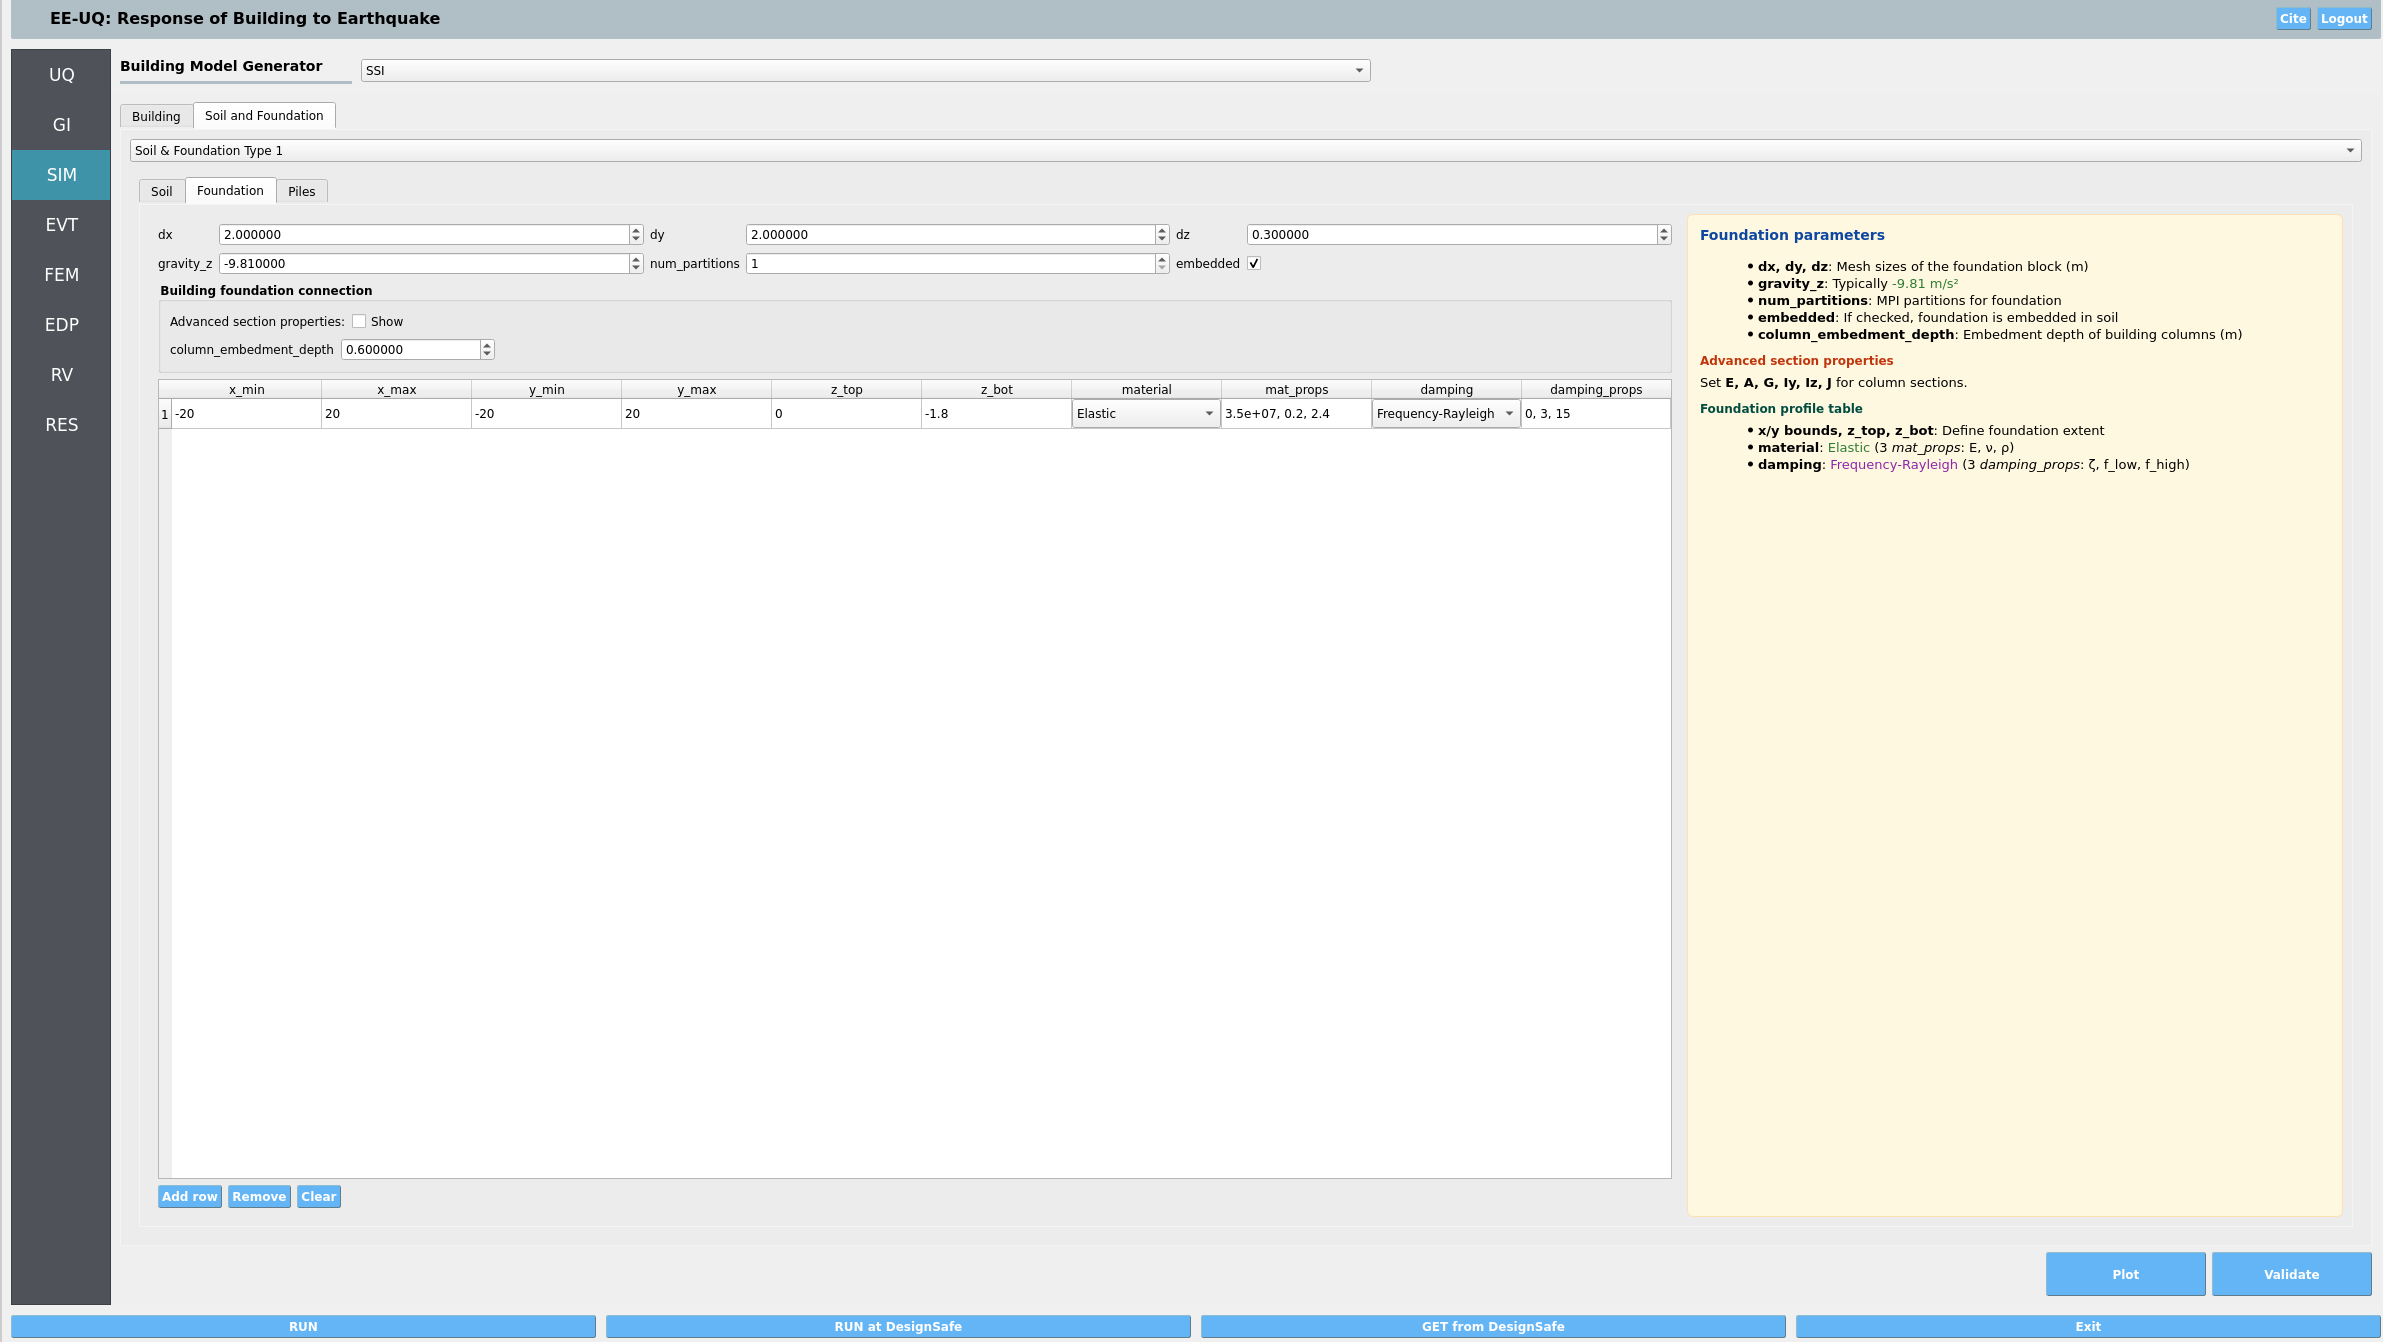 EE-UQ: Response of Building to Earthquake
Cite
Logout
UQ
GI
SIM
EVT
FEM
EDP
RV
RES
Building Model Generator
SSI
Building
Soil and Foundation
Soil & Foundation Type 1
Soil
Foundation
Piles
dx 2.000000 dy 2.000000 dz 0.300000
gravity_z -9.810000 num_partitions 1 embedded
Building foundation connection
Advanced section properties: Show
column_embedment_depth 0.600000
x_min x_max y_min y_max z_top z_bot material mat_props damping damping_props
1 -20 20 -20 20 0 -1.8 Elastic 3.5e+07, 0.2, 2.4 Frequency-Rayleigh 0, 3, 15
Add row
Remove
Clear
Foundation parameters
• dx, dy, dz: Mesh sizes of the foundation block (m)
• gravity_z: Typically -9.81 m/s²
• num_partitions: MPI partitions for foundation
• embedded: If checked, foundation is embedded in soil
• column_embedment_depth: Embedment depth of building columns (m)
Advanced section properties
Set E, A, G, Iy, Iz, J for column sections.
Foundation profile table
• x/y bounds, z_top, z_bot: Define foundation extent
• material: Elastic (3 mat_props: E, ν, ρ)
• damping: Frequency-Rayleigh (3 damping_props: ζ, f_low, f_high)
Plot
Validate
RUN
RUN at DesignSafe
GET from DesignSafe
Exit